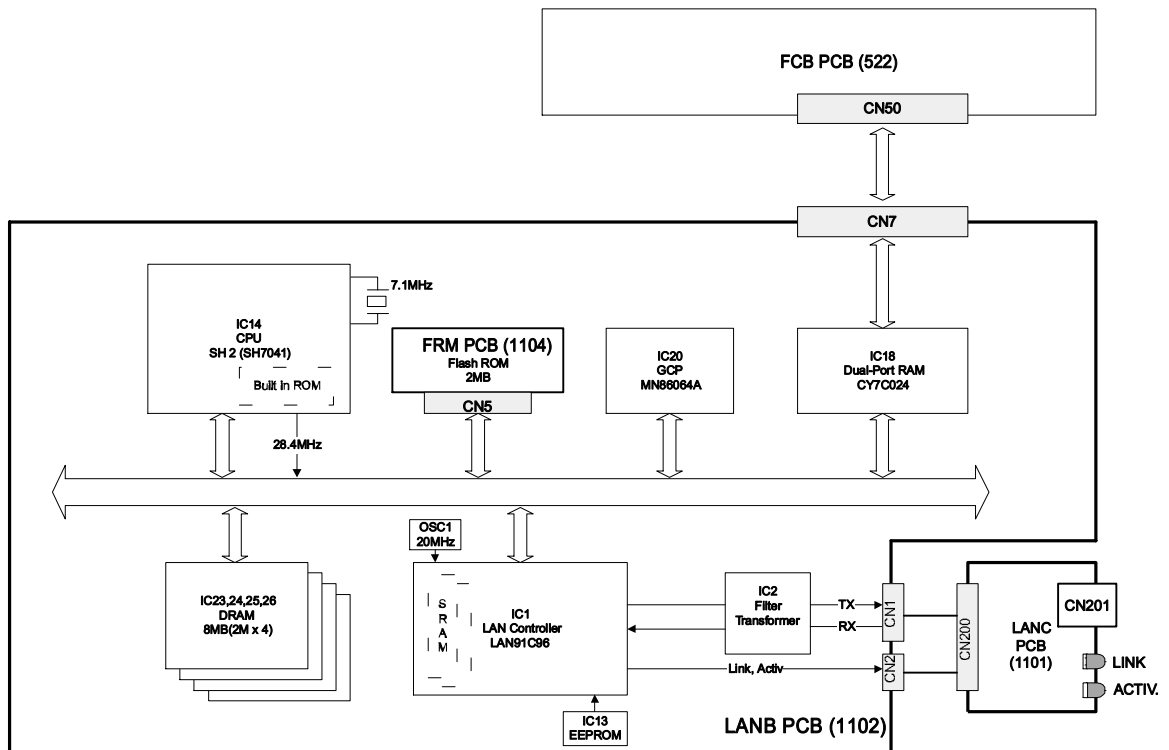 FCB PCB (522)
CN50
CN7
7.1MHz
IC14
CPU
SH 2 (SH7041)
Built in ROM
FRM PCB (1104)
Flash ROM
2MB
CN5
IC20
GCP
MN86064A
IC18
Dual-Port RAM
CY7C024
28.4MHz
OSC1
20MHz
IC23,24,25,26
DRAM
8MB(2M x 4)
SRAM
IC1
LAN Controller
LAN91C96
IC2
Filter
Transformer
TX
RX
CN1
CN2
Link, Activ
CN200
LANC
PCB
(1101)
CN201
LINK
ACTIV.
IC13
EEPROM
LANB PCB (1102)